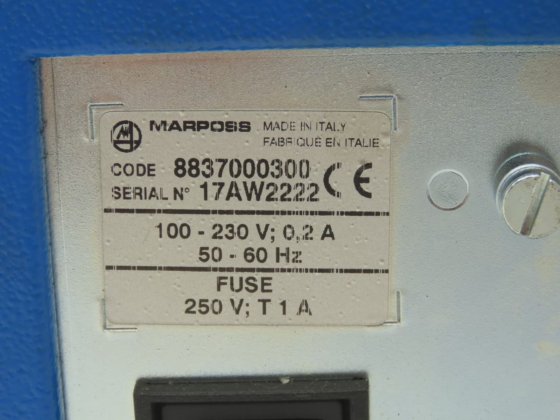 MARPOSS MADE IN ITALY
FABRIQUÉ EN ITALIE
CODE 8837000300
SERIAL N° 17AW2222 CE
100 - 230 V; 0,2 A
50 - 60 Hz
FUSE
250 V; T 1 A